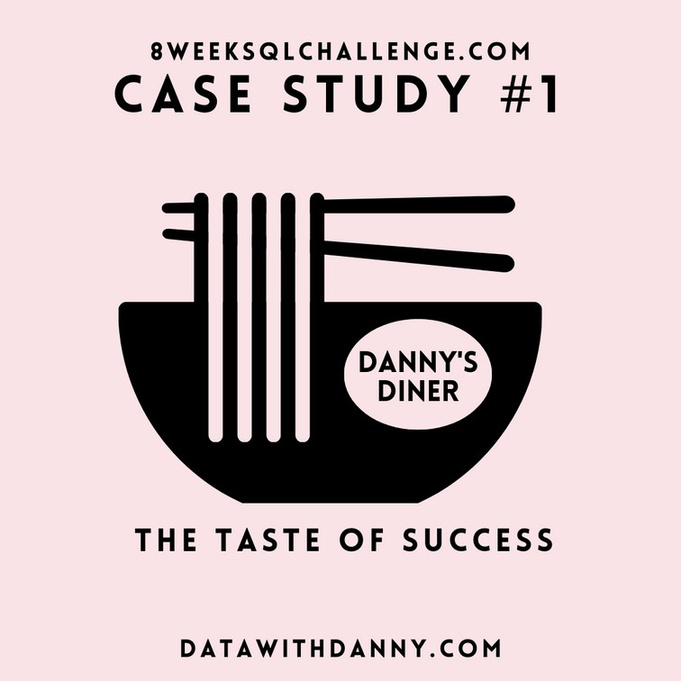 8WEEKSQLCHALLENGE.COM
CASE STUDY #1
DANNY'S
DINER
THE TASTE OF SUCCESS
DATAWITHDANNY.COM